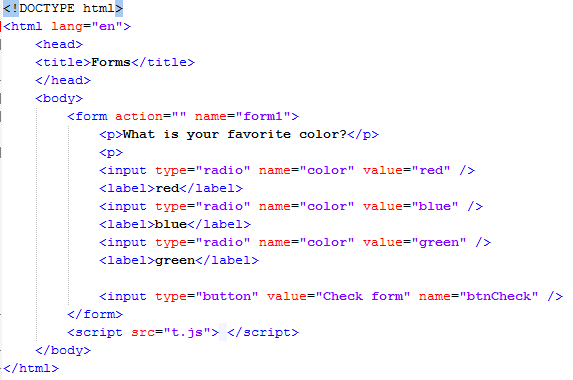 <!DOCTYPE html>
<html lang="en">
<head>
<title>Forms</title>
</head>
<body>
<form action="" name="form1">
<p>What is your favorite color?</p>
<p>
<input type="radio" name="color" value="red" />
<label>red</label>
<input type="radio" name="color" value="blue" />
<label>blue</label>
<input type="radio" name="color" value="green" />
<label>green</label>
<input type="button" value="Check form" name="btnCheck" />
</form>
<script src="t.js"> </script>
</body>
</html>